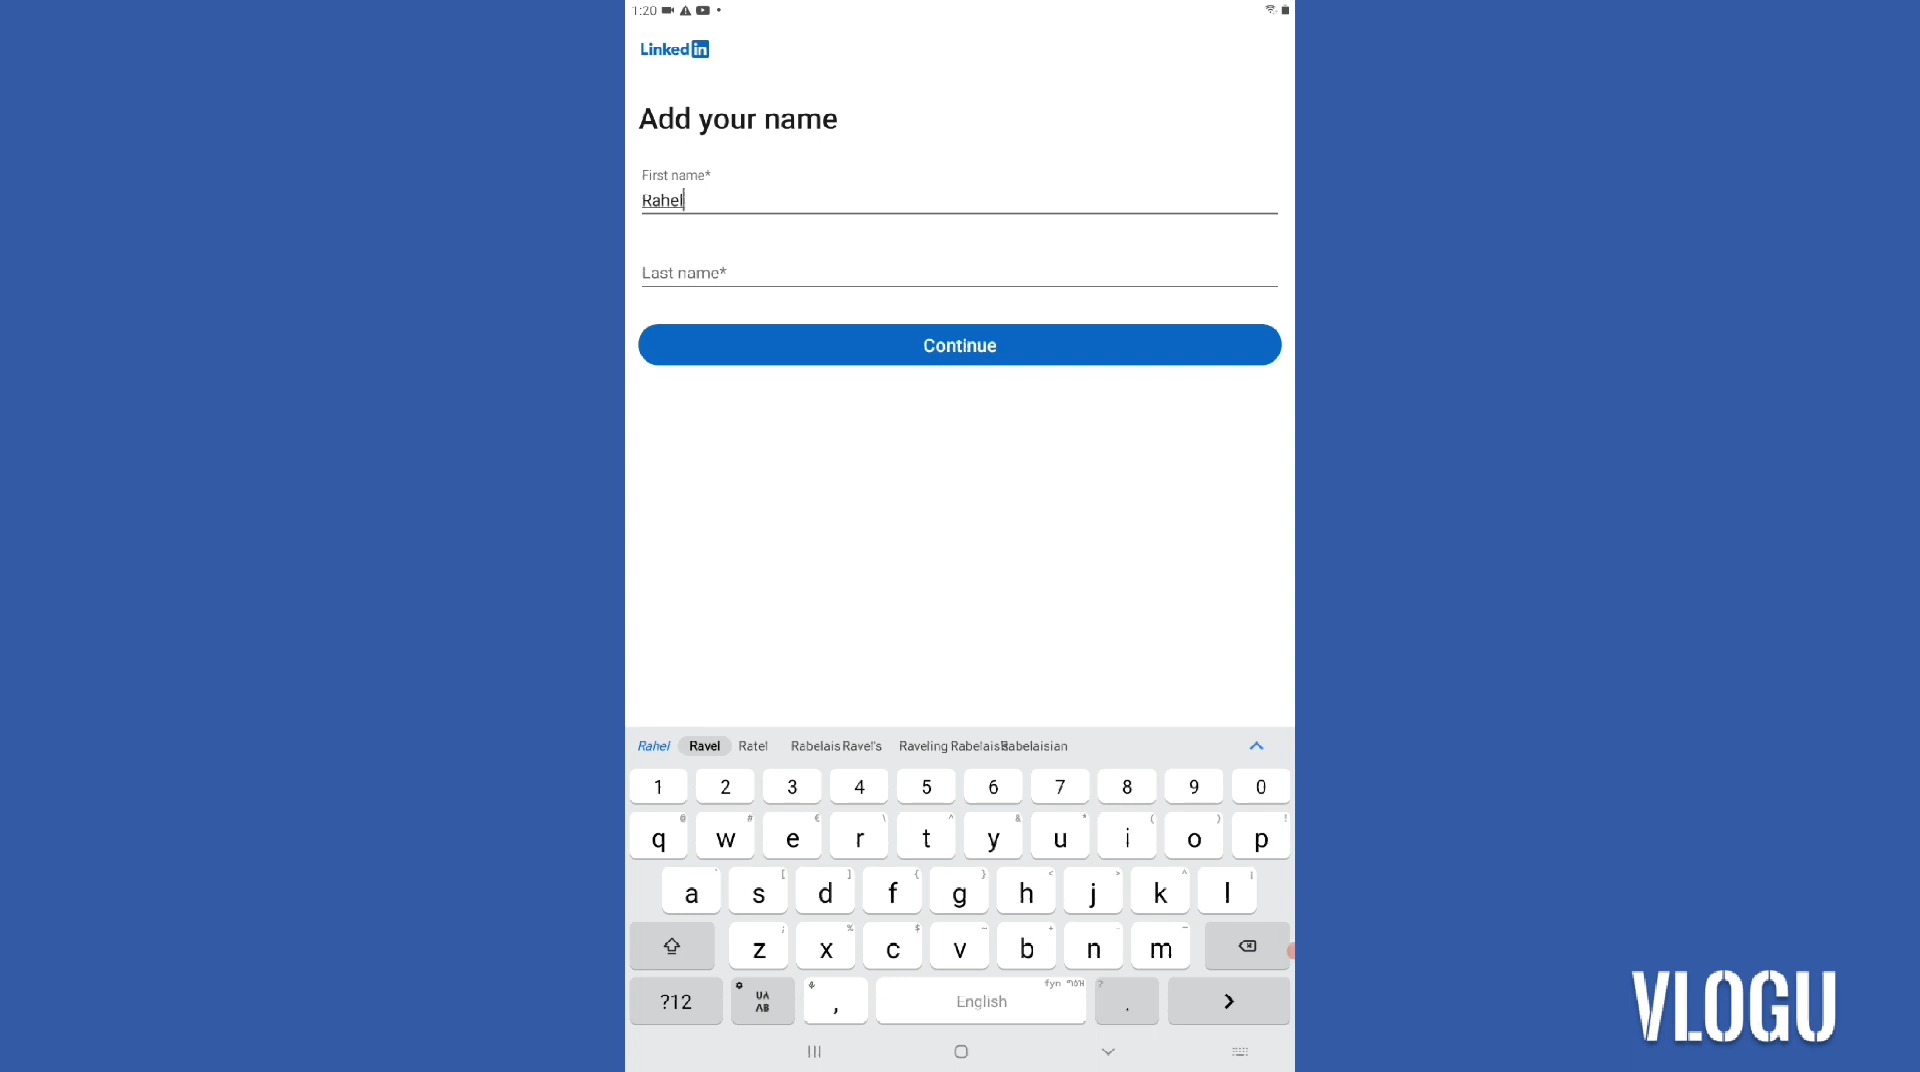 1:20
Linked in
Add your name
First name*
Rahel
Last name*
Continue
Rahel Ravel Ratel Rabelais Ravel's Raveling Rabelais's Rabelaisian
1 2 3 4 5 6 7 8 9 0
q w e r t y u i o p
a s d f g h j k l
z x c v b n m
?12 , English . 
VLOGU